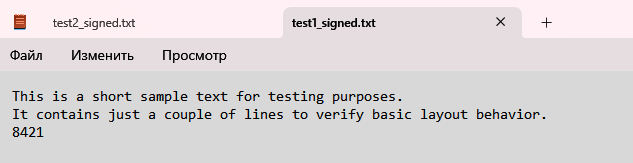 test2_signed.txt
test1_signed.txt
Файл Изменить Просмотр
This is a short sample text for testing purposes.
It contains just a couple of lines to verify basic layout behavior.
8421